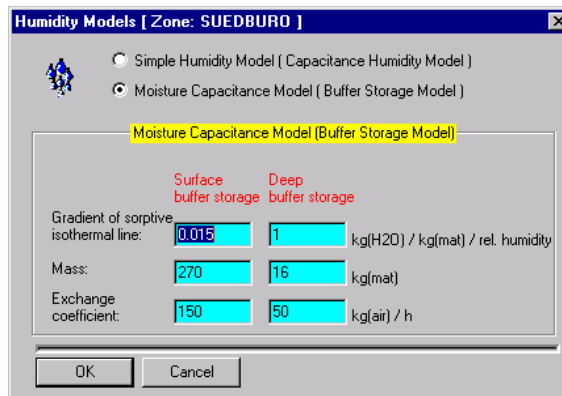 Humidity Models [ Zone: SUEDBURO ]
Simple Humidity Model ( Capacitance Humidity Model )
Moisture Capacitance Model ( Buffer Storage Model )
Moisture Capacitance Model (Buffer Storage Model)
Surface buffer storage
Deep buffer storage
Gradient of sorptive isothermal line:
0.015
1
kg(H2O) / kg(mat) / rel. humidity
Mass:
270
16
kg(mat)
Exchange coefficient:
150
50
kg(air) / h
OK
Cancel